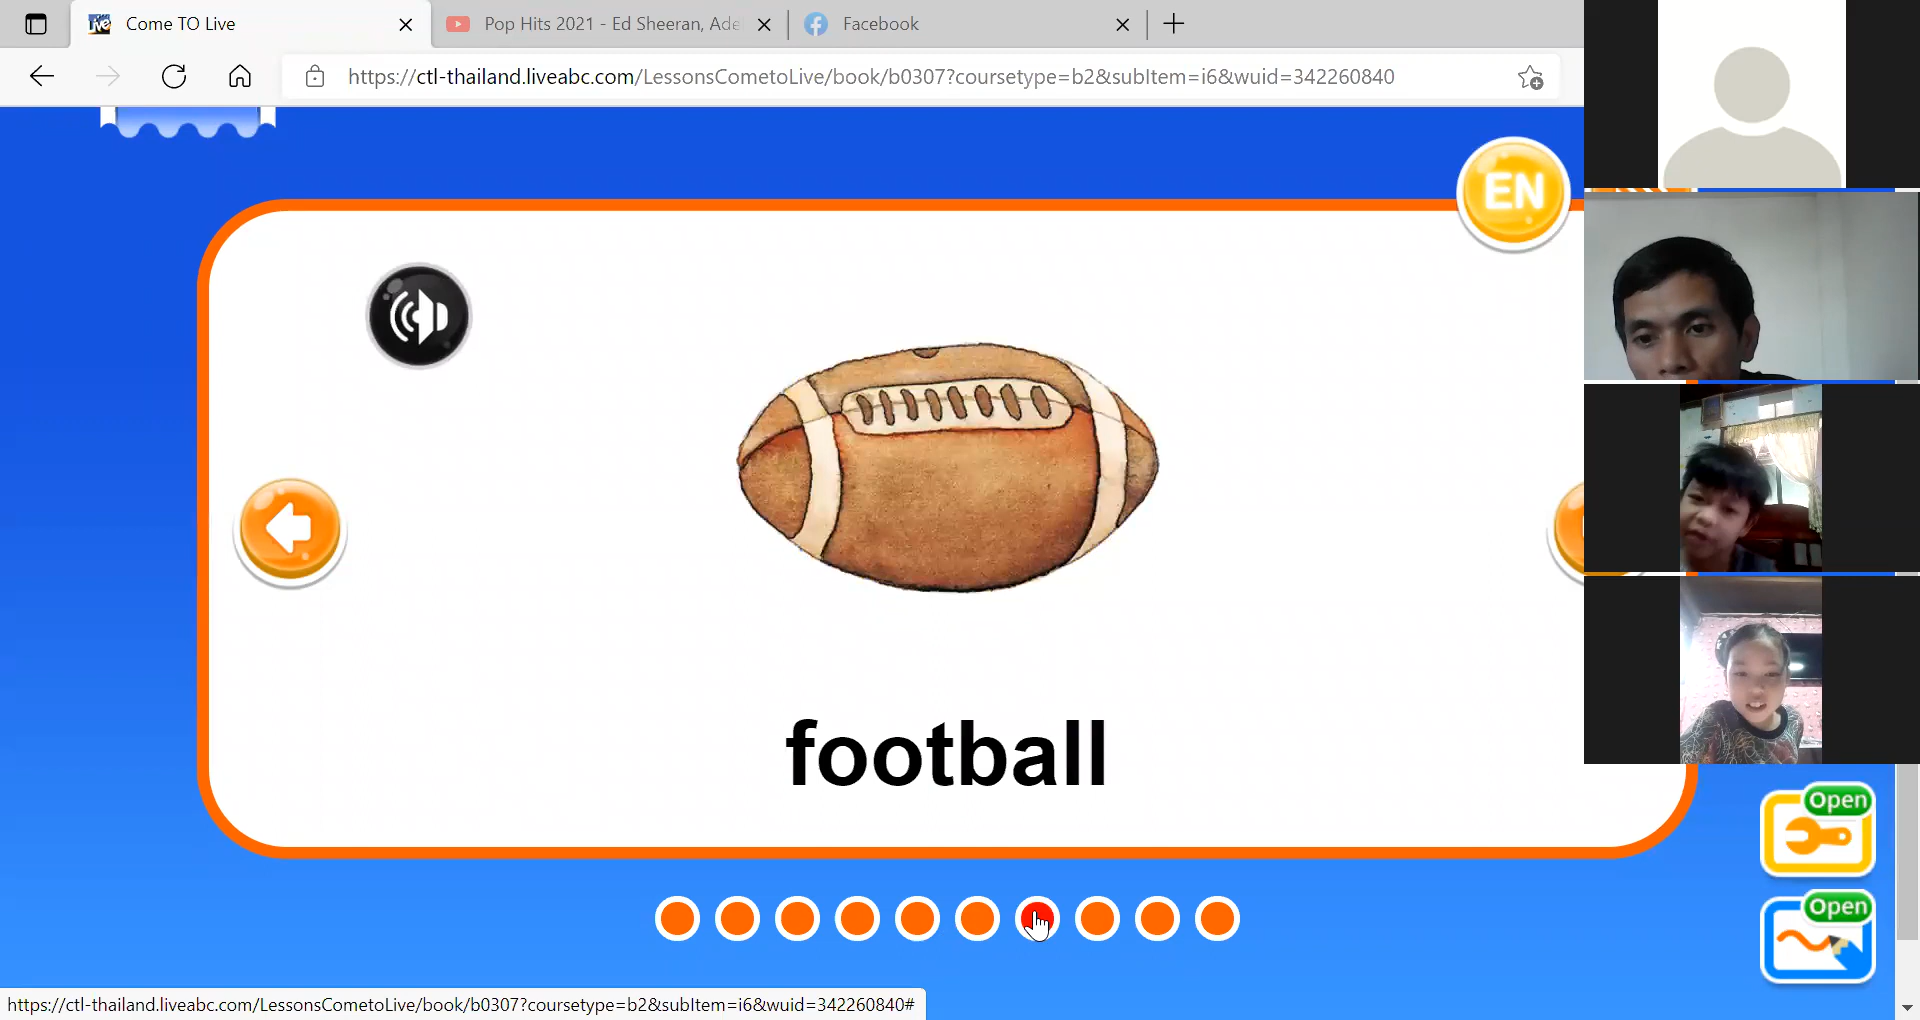 Come TO Live
Pop Hits 2021 - Ed Sheeran, Ade
Facebook
https://ctl-thailand.liveabc.com/LessonsCometoLive/book/b0307?coursetype=b2&subItem=i6&wuid=342260840
EN
football
Open
Open
https://ctl-thailand.liveabc.com/LessonsCometoLive/book/b0307?coursetype=b2&subItem=i6&wuid=342260840#